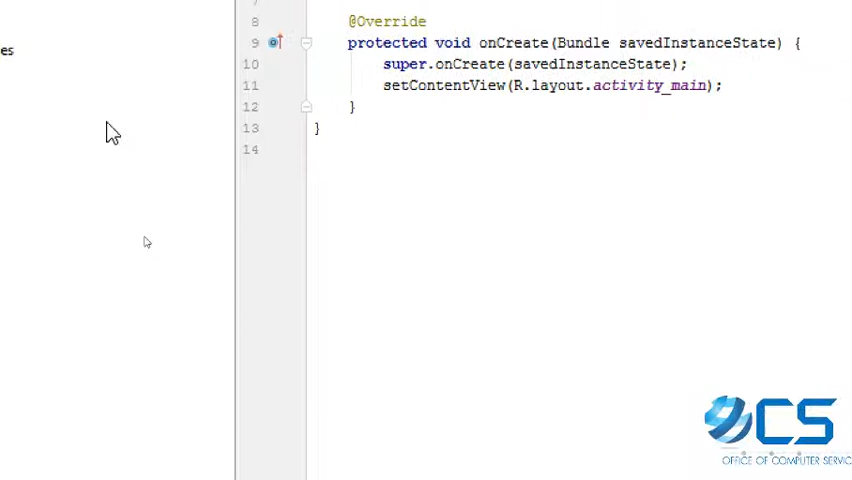 7
8 @Override
es
9 protected void onCreate(Bundle savedInstanceState) {
10 super.onCreate(savedInstanceState);
11 setContentView(R.layout.activity_main);
12 }
13 }
14
CS
OFFICE OF COMPUTER SERVIC